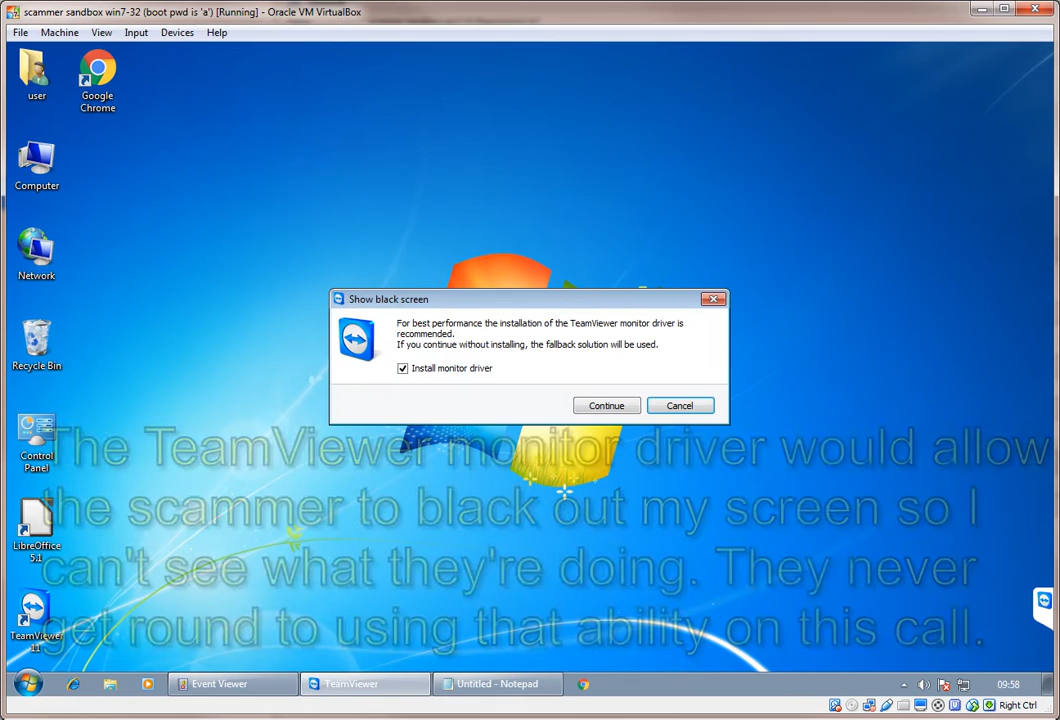 scammer sandbox win7-32 (boot pwd is 'a') [Running] - Oracle VM VirtualBox
File Machine View Input Devices Help
user
Google
Chrome
Computer
Network
Recycle Bin
Control
Panel
LibreOffice
5.1
TeamViewer
11
Show black screen
For best performance the installation of the TeamViewer monitor driver is
recommended.
If you continue without installing, the fallback solution will be used.
Install monitor driver
Continue Cancel
The TeamViewer monitor driver would allow
the scammer to black out my screen so I
can't see what they're doing. They never
get round to using that ability on this call.
Event Viewer TeamViewer Untitled - Notepad 09:58
Right Ctrl